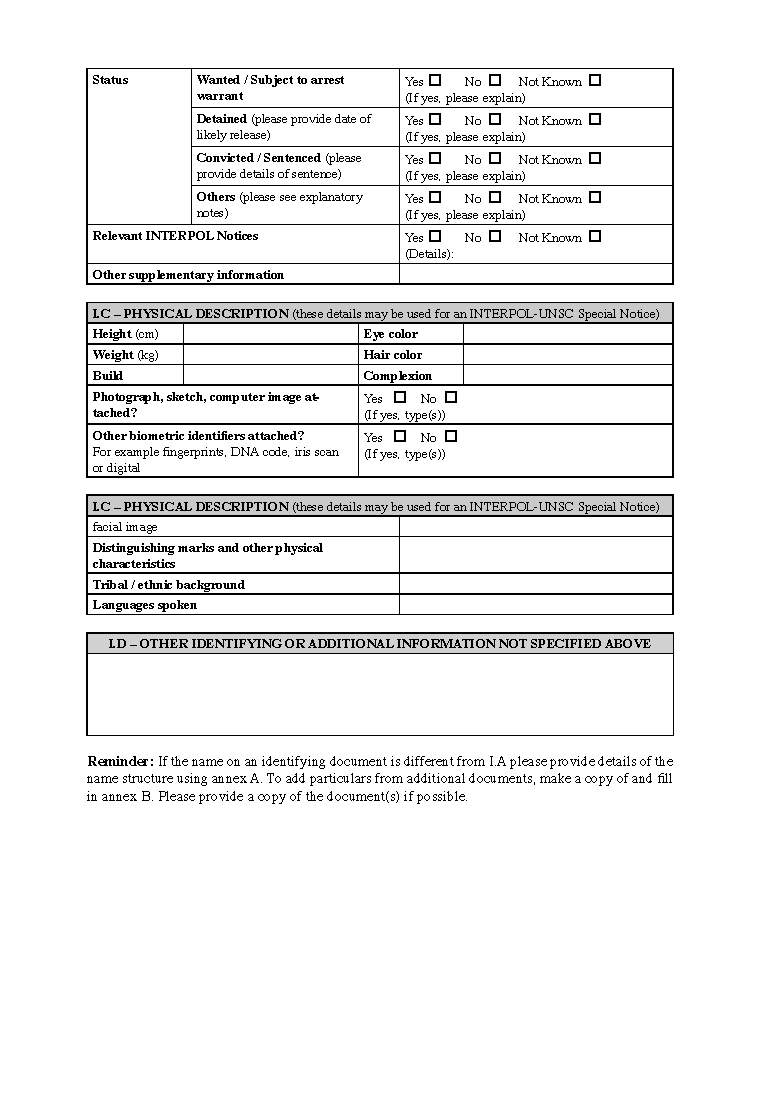 Status Wanted / Subject to arrest warrant Yes ☐ No ☐ Not Known ☐
(If yes, please explain)
Detained (please provide date of likely release) Yes ☐ No ☐ Not Known ☐
(If yes, please explain)
Convicted / Sentenced (please provide details of sentence) Yes ☐ No ☐ Not Known ☐
(If yes, please explain)
Others (please see explanatory notes) Yes ☐ No ☐ Not Known ☐
(If yes, please explain)
Relevant INTERPOL Notices Yes ☐ No ☐ Not Known ☐
(Details):
Other supplementary information
I.C – PHYSICAL DESCRIPTION (these details may be used for an INTERPOL-UNSC Special Notice)
Height (cm) Eye color
Weight (kg) Hair color
Build Complexion
Photograph, sketch, computer image at-
tached?
Yes ☐ No ☐
(If yes, type(s))
Other biometric identifiers attached?
For example fingerprints, DNA code, iris scan
or digital
Yes ☐ No ☐
(If yes, type(s))
I.C – PHYSICAL DESCRIPTION (these details may be used for an INTERPOL-UNSC Special Notice)
facial image
Distinguishing marks and other physical
characteristics
Tribal / ethnic background
Languages spoken
I.D – OTHER IDENTIFYING OR ADDITIONAL INFORMATION NOT SPECIFIED ABOVE
Reminder: If the name on an identifying document is different from I.A please provide details of the
name structure using annex A. To add particulars from additional documents, make a copy of and fill
in annex B. Please provide a copy of the document(s) if possible.